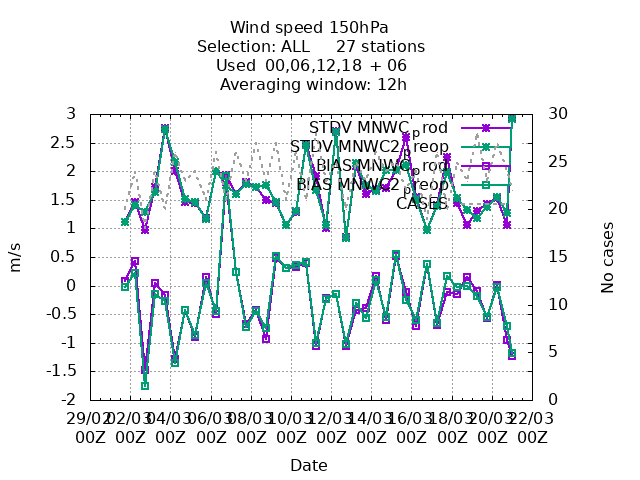 Wind speed 150hPa
Selection: ALL 27 stations
Used 00,06,12,18 + 06
Averaging window: 12h
STDV MNWC_prod
STDV MNWC2_preop
BIAS MNWC_prod
BIAS MNWC2_preop
CASES
3
2.5
2
1.5
1
0.5
0
-0.5
-1
-1.5
-2
m/s
30
25
20
15
10
5
0
No cases
29/02 02/03 04/03 06/03 08/03 10/03 12/03 14/03 16/03 18/03 20/03 22/03
00Z 00Z 00Z 00Z 00Z 00Z 00Z 00Z 00Z 00Z 00Z 00Z
Date